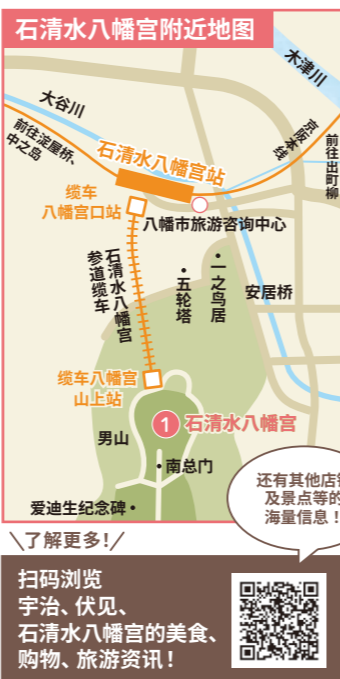 石清水八幡宫附近地图
木津川
大谷川
京阪本线
前往出町柳
前往淀屋桥、
中之岛
石清水八幡宫站
缆车
八幡宫口站
八幡市旅游咨询中心
石清水八幡宫
参道缆车
•五轮塔
•一之鸟居
安居桥
缆车八幡宫
山上站
1 石清水八幡宫
男山
•南总门
爱迪生纪念碑•
还有其他店铺
及景点等的
海量信息！
＼了解更多!／
扫码浏览
宇治、伏见、
石清水八幡宫的美食、
购物、旅游资讯！